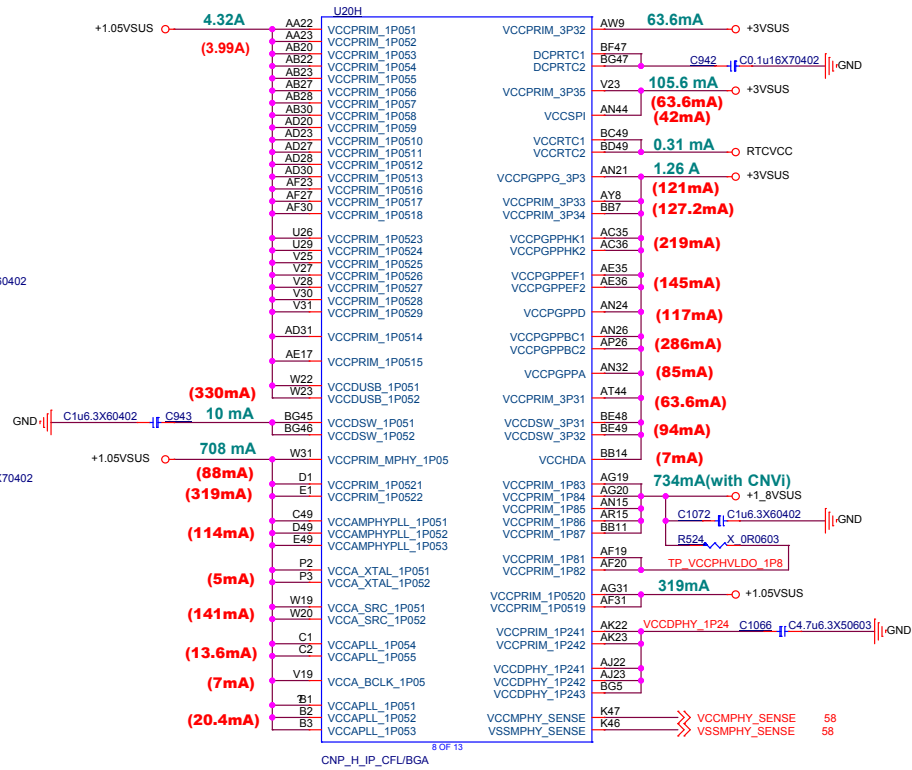 U20H
+1.05VSUS 4.32A AA22 VCCPRIM_1P051 VCCPRIM_3P32 AW9 63.6mA +3VSUS
(3.99A) AA23 VCCPRIM_1P052
AB20 VCCPRIM_1P053 DCPRTC1 BF47
AB22 VCCPRIM_1P054 DCPRTC2 BG47 C942 C0.1u16X70402 GND
AB23 VCCPRIM_1P055
AB27 VCCPRIM_1P056 VCCPRIM_3P35 V23 105.6 mA +3VSUS
AB28 VCCPRIM_1P057 (63.6mA)
AB30 VCCPRIM_1P058 VCCSPI AN44 (42mA)
AD20 VCCPRIM_1P059
AD23 VCCPRIM_1P0510 VCCRTC1 BC49
AD27 VCCPRIM_1P0511 VCCRTC2 BD49 0.31 mA RTCVCC
AD28 VCCPRIM_1P0512
AD30 VCCPRIM_1P0513 VCCPGPPG_3P3 AN21 1.26 A +3VSUS
AF23 VCCPRIM_1P0516 (121mA)
AF27 VCCPRIM_1P0517 VCCPRIM_3P33 AY8
AF30 VCCPRIM_1P0518 VCCPRIM_3P34 BB7 (127.2mA)
U26 VCCPRIM_1P0523 VCCPGPPHK1 AC35
U29 VCCPRIM_1P0524 VCCPGPPHK2 AC36 (219mA)
V25 VCCPRIM_1P0525
V27 VCCPRIM_1P0526 VCCPGPPEF1 AE35
60402 V28 VCCPRIM_1P0527 VCCPGPPEF2 AE36 (145mA)
V30 VCCPRIM_1P0528
V31 VCCPRIM_1P0529 VCCPGPPD AN24 (117mA)
AD31 VCCPRIM_1P0514 VCCPGPPBC1 AN26
VCCPGPPBC2 AP26 (286mA)
AE17 VCCPRIM_1P0515
VCCPGPPA AN32 (85mA)
W22 VCCDUSB_1P051
(330mA) W23 VCCDUSB_1P052 VCCPRIM_3P31 AT44 (63.6mA)
GND C1u6.3X60402 C943 10 mA BG45 VCCDSW_1P051 VCCDSW_3P31 BE48
BG46 VCCDSW_1P052 VCCDSW_3P32 BE49 (94mA)
+1.05VSUS 708 mA W31 VCCPRIM_MPHY_1P05 VCCHDA BB14 (7mA)
X70402 (88mA) D1 VCCPRIM_1P0521 VCCPRIM_1P83 AG19 734mA(with CNVi)
(319mA) E1 VCCPRIM_1P0522 VCCPRIM_1P84 AG20 +1_8VSUS
VCCPRIM_1P85 AN15
C49 VCCAMPHYPLL_1P051 VCCPRIM_1P86 AR15 C1072 C1u6.3X60402 GND
(114mA) D49 VCCAMPHYPLL_1P052 VCCPRIM_1P87 BB11
E49 VCCAMPHYPLL_1P053 R524 X_0R0603
VCCPRIM_1P81 AF19
P2 VCCA_XTAL_1P051 VCCPRIM_1P82 AF20 TP_VCCPHVLDO_1P8
(5mA) P3 VCCA_XTAL_1P052
VCCPRIM_1P0520 AG31 319mA +1.05VSUS
W19 VCCA_SRC_1P051 VCCPRIM_1P0519 AF31
(141mA) W20 VCCA_SRC_1P052
VCCPRIM_1P241 AK22 VCCDPHY_1P24 C1066 C4.7u6.3X50603 GND
C1 VCCAPLL_1P054 VCCPRIM_1P242 AK23
(13.6mA) C2 VCCAPLL_1P055
VCCDPHY_1P241 AJ22
(7mA) V19 VCCA_BCLK_1P05 VCCDPHY_1P242 AJ23
VCCDPHY_1P243 BG5
?B1 VCCAPLL_1P051
(20.4mA) B2 VCCAPLL_1P052 VCCMPHY_SENSE K47 VCCMPHY_SENSE 58
B3 VCCAPLL_1P053 VSSMPHY_SENSE K46 VSSMPHY_SENSE 58
8 OF 13
CNP_H_IP_CFL/BGA